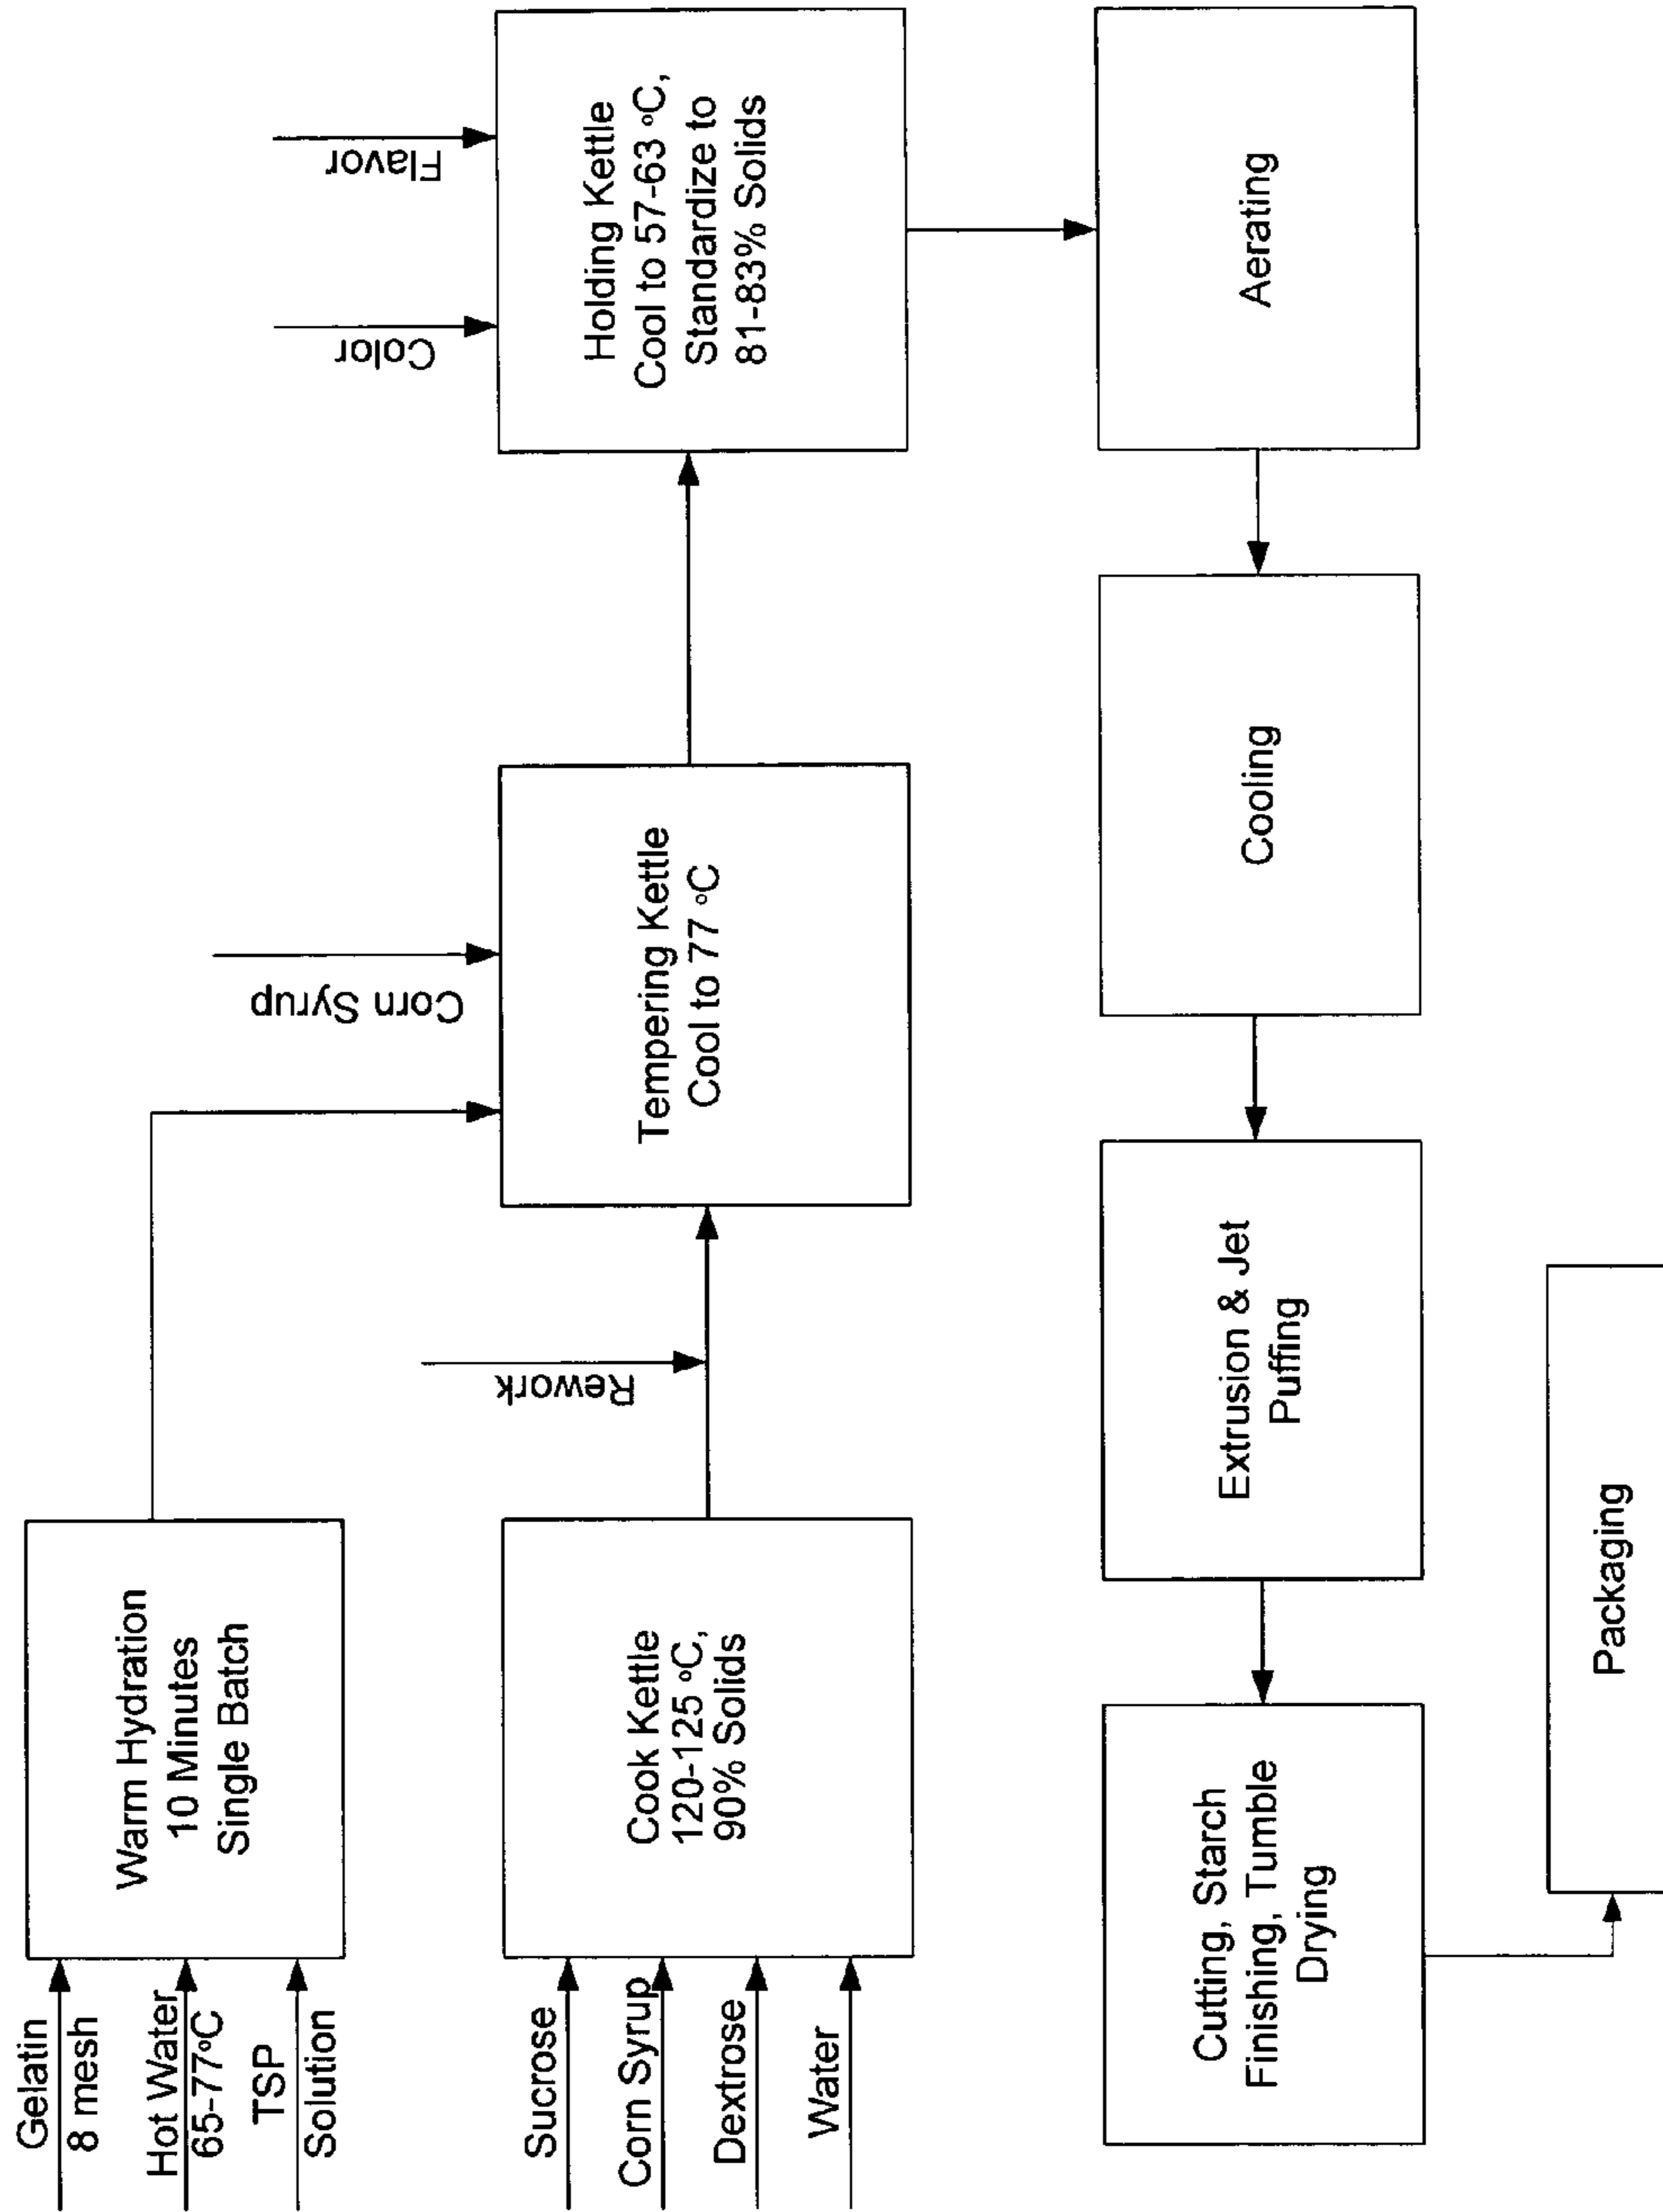 Gelatin
8 mesh
Hot Water
65-77°C
TSP
Solution
Warm Hydration
10 Minutes
Single Batch
Sucrose
Corn Syrup
Dextrose
Water
Cook Kettle
120-125 °C,
90% Solids
Rework
Corn Syrup
Tempering Kettle
Cool to 77 °C
Color
Flavor
Holding Kettle
Cool to 57-63 °C,
Standardize to
81-83% Solids
Aerating
Cooling
Extrusion & Jet
Puffing
Cutting, Starch
Finishing, Tumble
Drying
Packaging